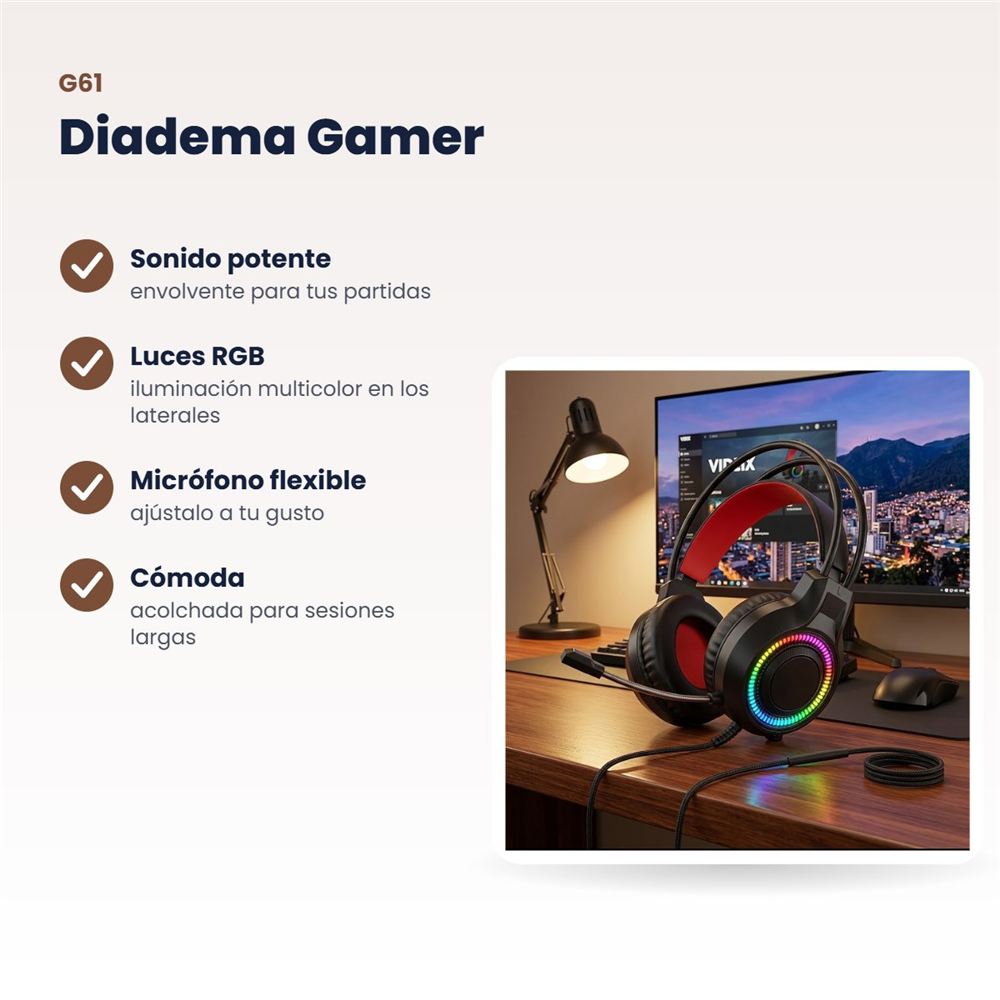 G61
Diadema Gamer
Sonido potente
envolvente para tus partidas
Luces RGB
iluminación multicolor en los
laterales
Micrófono flexible
ajústalo a tu gusto
Cómoda
acolchada para sesiones
largas